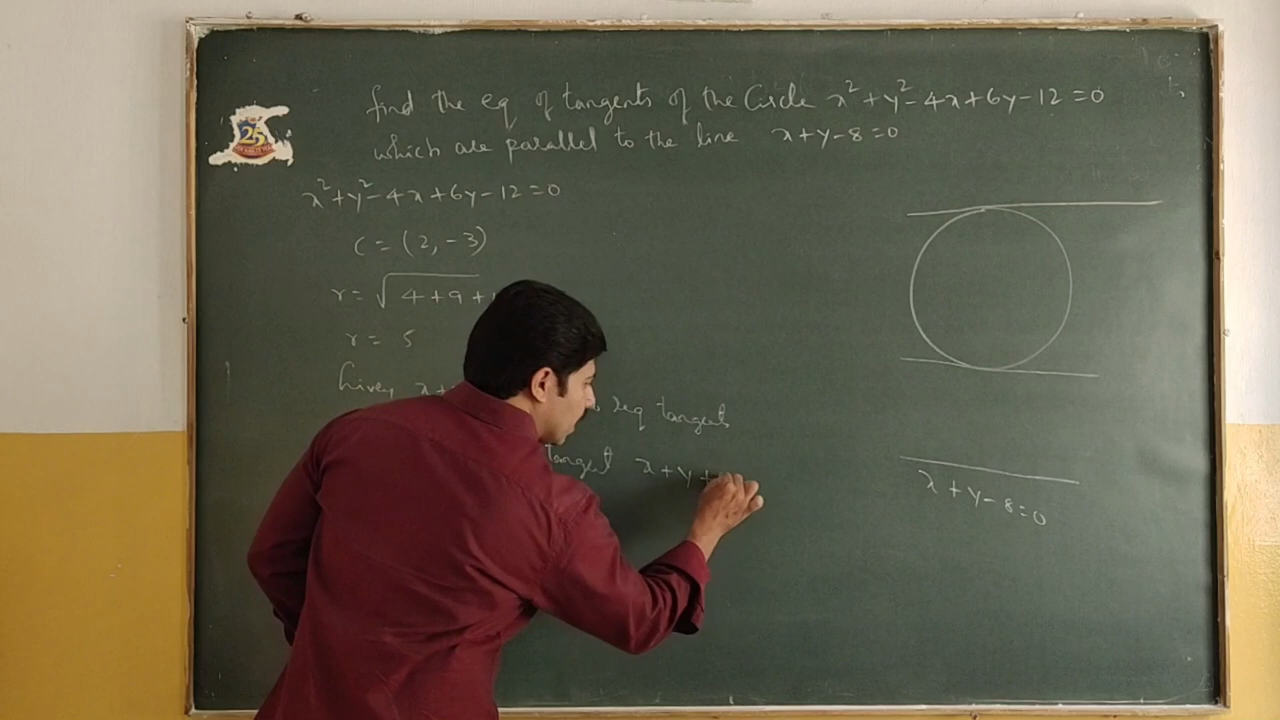 find the eq of tangents of the Circle x²+y²-4x+6y-12=0
which are parallel to the line x+y-8=0
25
x²+y²-4x+6y-12=0
C = (2, -3)
r = √4+9+
r = 5
Given x+
req tangents
tangent x+y+
x+y-8=0